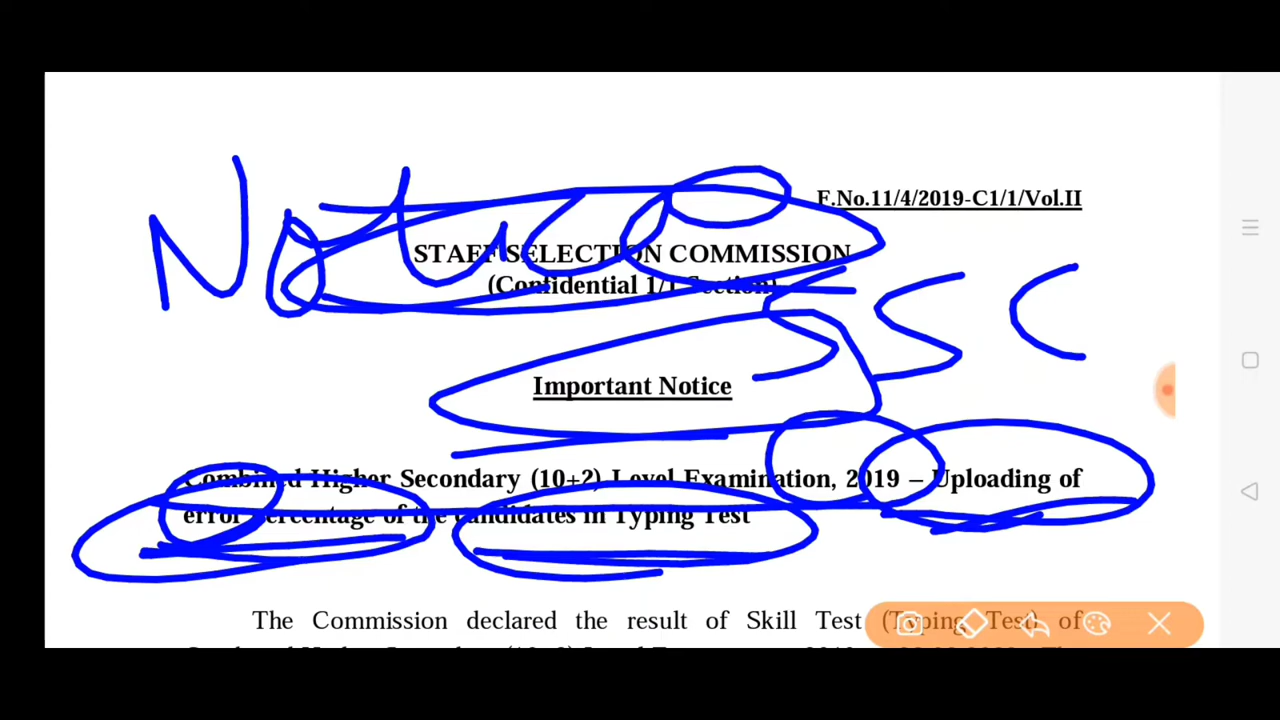 Notice
F.No.11/4/2019-C1/1/Vol.II
STAFF SELECTION COMMISSION
(Confidential 1/1 Section)
SSC
Important Notice
Combined Higher Secondary (10+2) Level Examination, 2019 – Uploading of
error percentage of the candidates in Typing Test
The Commission declared the result of Skill Test (Typing Test) of